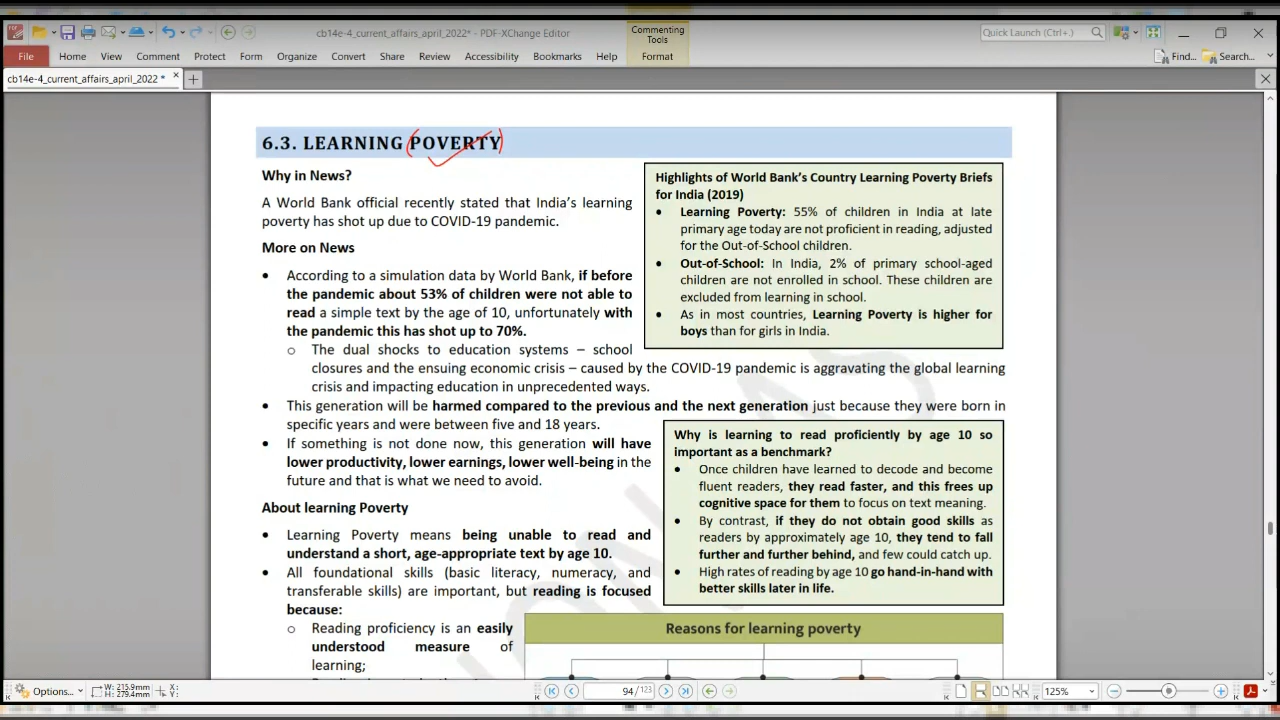 cb14e-4_current_affairs_april_2022* - PDF-XChange Editor
Commenting
Tools
Quick Launch (Ctrl+.)
File
Home
View
Comment
Protect
Form
Organize
Convert
Share
Review
Accessibility
Bookmarks
Help
Format
Find...
Search...
cb14e-4_current_affairs_april_2022 *
6.3. LEARNING POVERTY
Why in News?
A World Bank official recently stated that India's learning
poverty has shot up due to COVID-19 pandemic.
More on News
• According to a simulation data by World Bank, if before
the pandemic about 53% of children were not able to
read a simple text by the age of 10, unfortunately with
the pandemic this has shot up to 70%.
o The dual shocks to education systems – school
closures and the ensuing economic crisis – caused by the COVID-19 pandemic is aggravating the global learning
crisis and impacting education in unprecedented ways.
• This generation will be harmed compared to the previous and the next generation just because they were born in
specific years and were between five and 18 years.
• If something is not done now, this generation will have
lower productivity, lower earnings, lower well-being in the
future and that is what we need to avoid.
About learning Poverty
• Learning Poverty means being unable to read and
understand a short, age-appropriate text by age 10.
• All foundational skills (basic literacy, numeracy, and
transferable skills) are important, but reading is focused
because:
o Reading proficiency is an easily
understood measure of
learning;
Highlights of World Bank's Country Learning Poverty Briefs
for India (2019)
• Learning Poverty: 55% of children in India at late
primary age today are not proficient in reading, adjusted
for the Out-of-School children.
• Out-of-School: In India, 2% of primary school-aged
children are not enrolled in school. These children are
excluded from learning in school.
• As in most countries, Learning Poverty is higher for
boys than for girls in India.
Why is learning to read proficiently by age 10 so
important as a benchmark?
• Once children have learned to decode and become
fluent readers, they read faster, and this frees up
cognitive space for them to focus on text meaning.
• By contrast, if they do not obtain good skills as
readers by approximately age 10, they tend to fall
further and further behind, and few could catch up.
• High rates of reading by age 10 go hand-in-hand with
better skills later in life.
Reasons for learning poverty
Options...
W: 215.9mm
H: 279.4mm
X:
Y:
94 / 123
125%